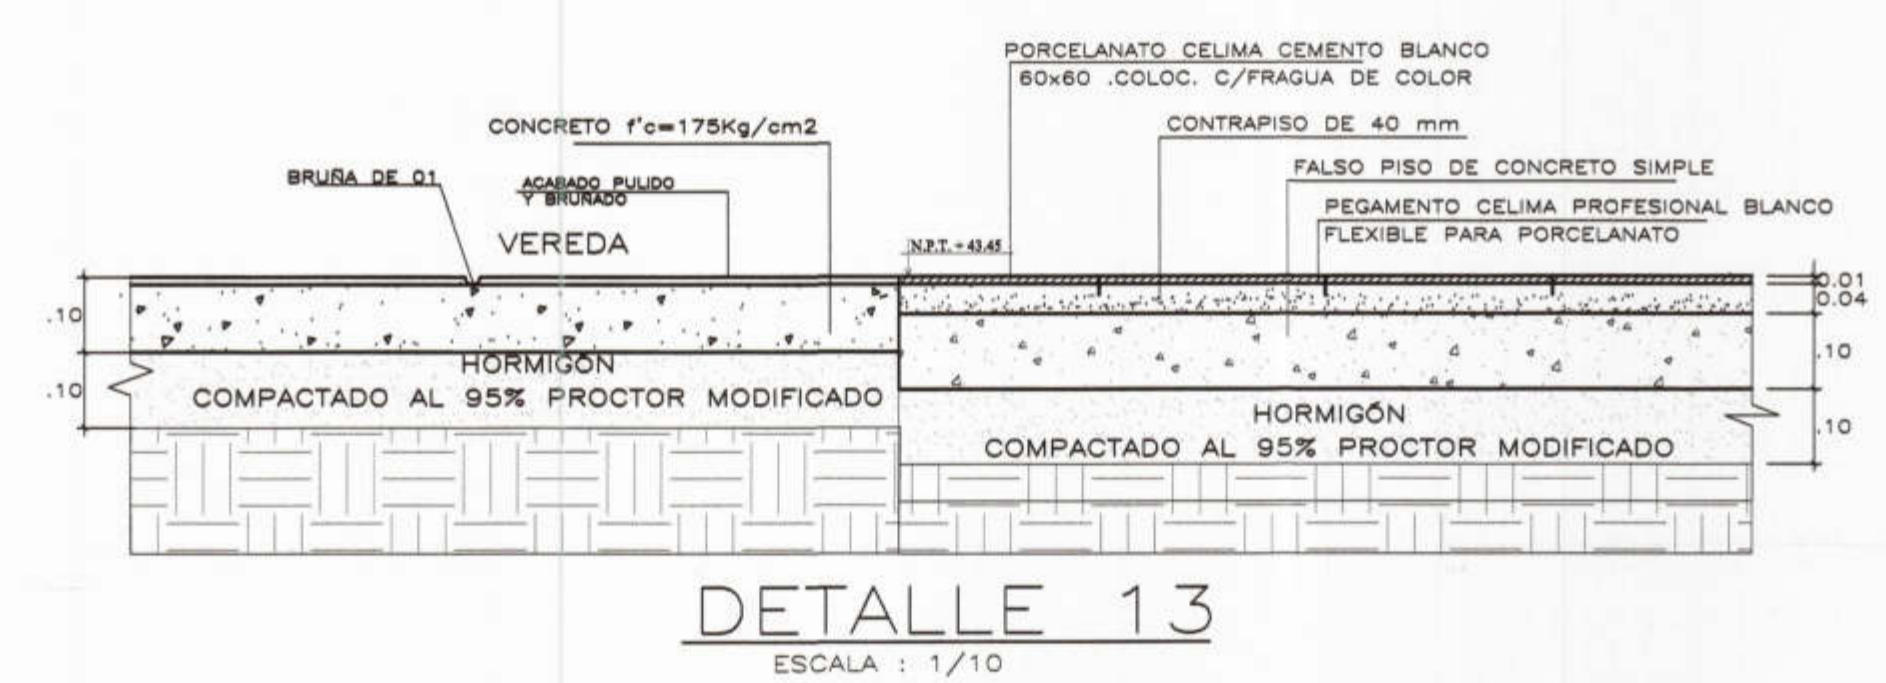 PORCELANATO CELIMA CEMENTO BLANCO
60x60 .COLOC. C/FRAGUA DE COLOR
CONCRETO f'c=175Kg/cm2
CONTRAPISO DE 40 mm
BRUÑA DE 01
ACABADO PULIDO
Y BRUÑADO
FALSO PISO DE CONCRETO SIMPLE
PEGAMENTO CELIMA PROFESIONAL BLANCO
FLEXIBLE PARA PORCELANATO
VEREDA
N.P.T. + 43.45
0.01
0.04
.10
.10
HORMIGÓN
COMPACTADO AL 95% PROCTOR MODIFICADO
.10
HORMIGÓN
COMPACTADO AL 95% PROCTOR MODIFICADO
.10
DETALLE 13
ESCALA : 1/10